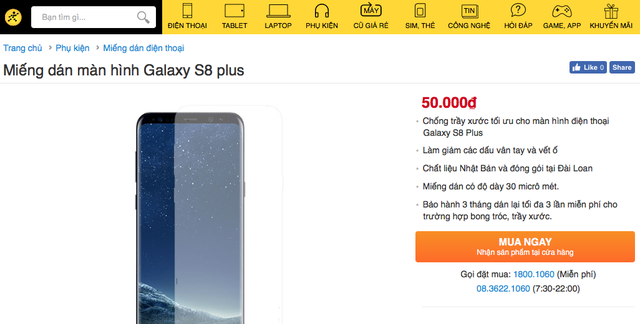 Bạn tìm gì...
ĐIỆN THOẠI
TABLET
LAPTOP
PHỤ KIỆN
MÁY
CŨ GIÁ RẺ
SIM, THẺ
TIN
CÔNG NGHỆ
HỎI ĐÁP
GAME, APP
KHUYẾN MÃI
Trang chủ › Phụ kiện › Miếng dán điện thoại
Miếng dán màn hình Galaxy S8 plus
Like 0 Share
50.000₫
• Chống trầy xước tối ưu cho màn hình điện thoại
Galaxy S8 Plus
• Làm giảm các dấu vân tay và vết ố
• Chất liệu Nhật Bản và đóng gói tại Đài Loan
• Miếng dán có độ dày 30 micrô mét.
• Bảo hành 3 tháng dán lại tối đa 3 lần miễn phí cho
trường hợp bong tróc, trầy xước.
MUA NGAY
Nhận sản phẩm tại cửa hàng
Gọi đặt mua: 1800.1060 (Miễn phí)
08.3622.1060 (7:30-22:00)